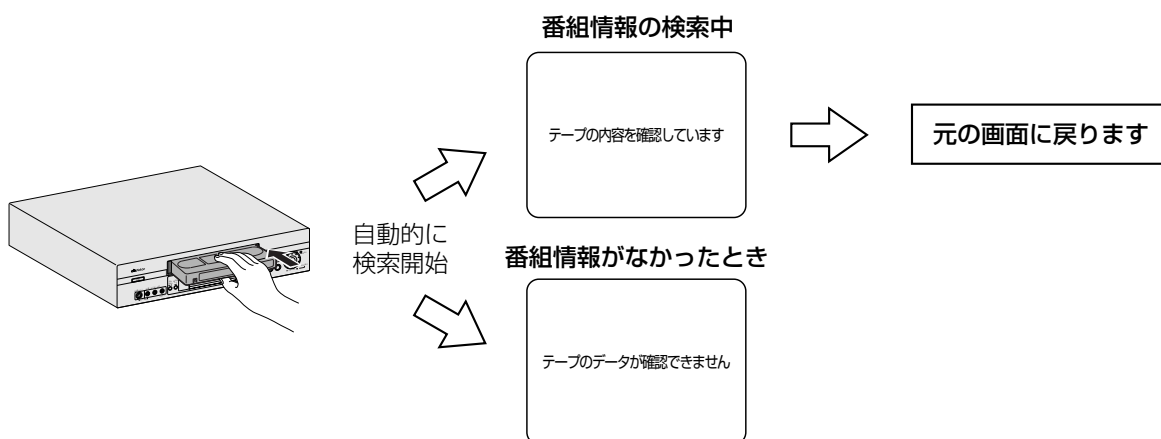 番組情報の検索中
テープの内容を確認しています
元の画面に戻ります
自動的に
検索開始
番組情報がなかったとき
テープのデータが確認できません